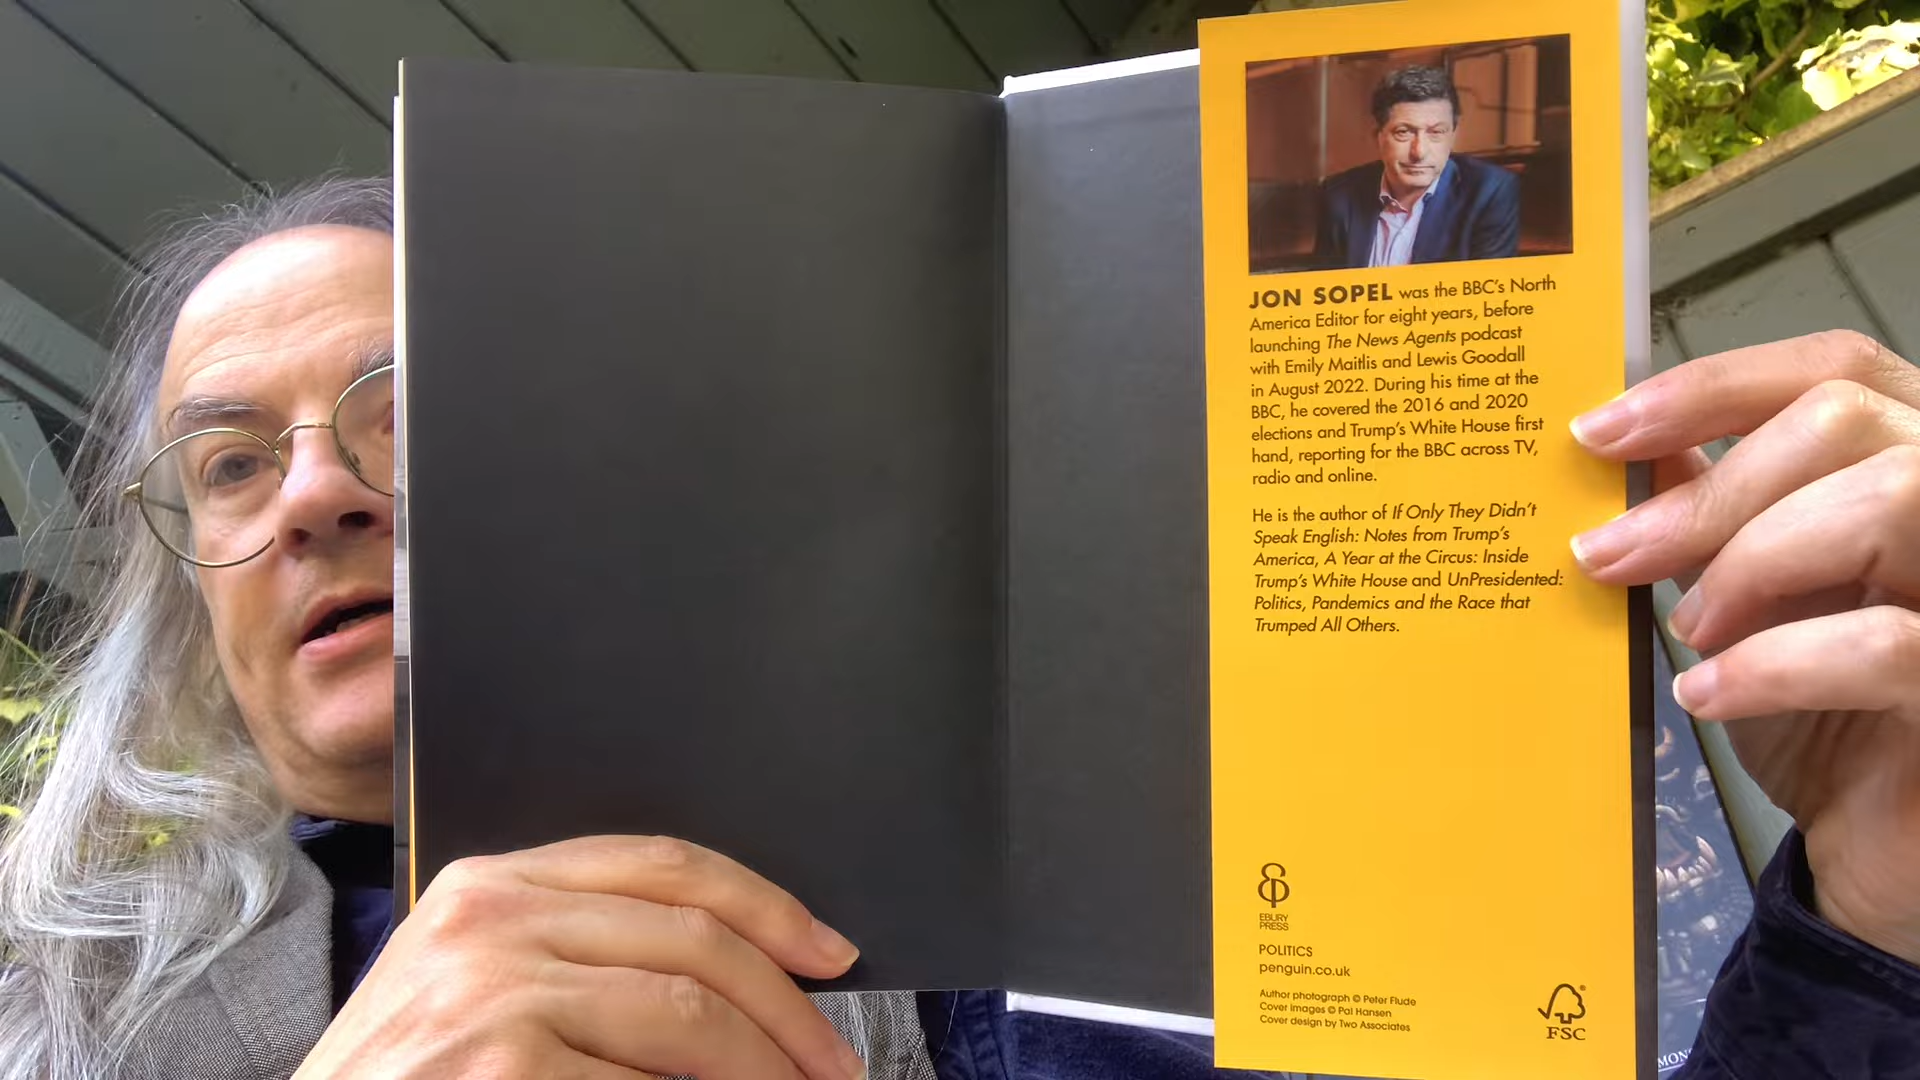 JON SOPEL was the BBC's North
America Editor for eight years, before
launching The News Agents podcast
with Emily Maitlis and Lewis Goodall
in August 2022. During his time at the
BBC, he covered the 2016 and 2020
elections and Trump's White House first
hand, reporting for the BBC across TV,
radio and online.
He is the author of If Only They Didn't
Speak English: Notes from Trump's
America, A Year at the Circus: Inside
Trump's White House and UnPresidented:
Politics, Pandemics and the Race that
Trumped All Others.
EBURY
PRESS
POLITICS
penguin.co.uk
Author photograph © Peter Flude
Cover images © Pal Hansen
Cover design by Two Associates
FSC